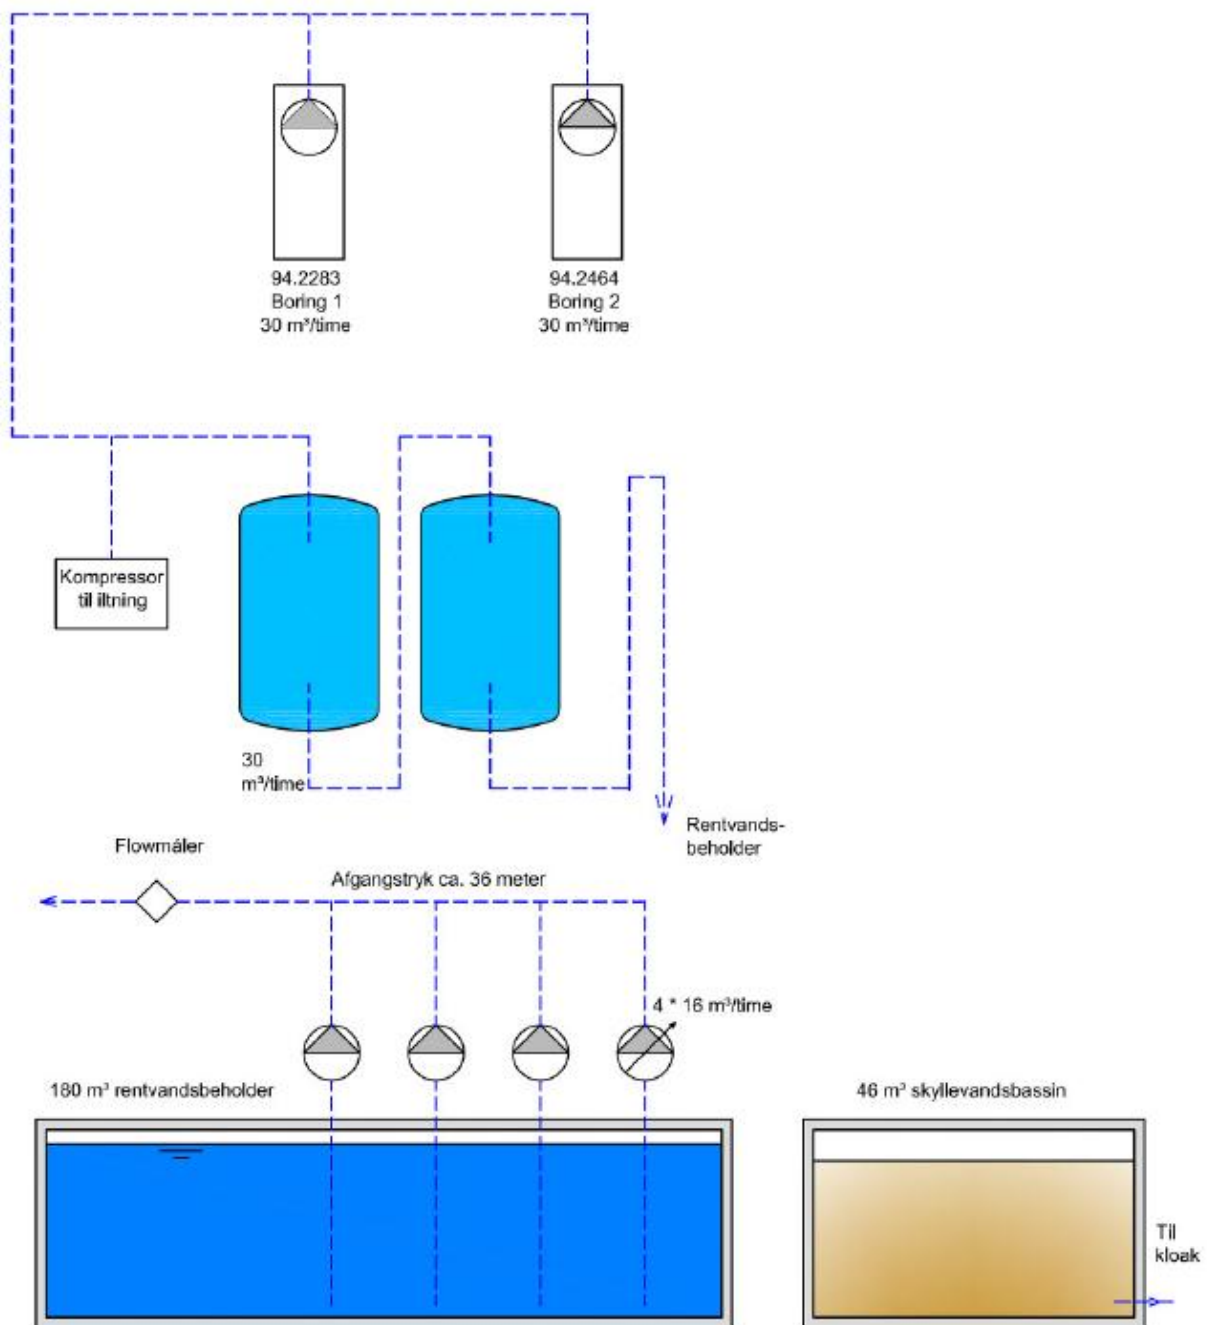 94.2283
Boring 1
30 m³/time
94.2464
Boring 2
30 m³/time
Kompressor
til iltning
30
m³/time
Rentvands-
beholder
Flowmåler
Afgangstryk ca. 36 meter
4 * 16 m³/time
180 m³ rentvandsbeholder
46 m³ skyllevandsbassin
Til
kloak